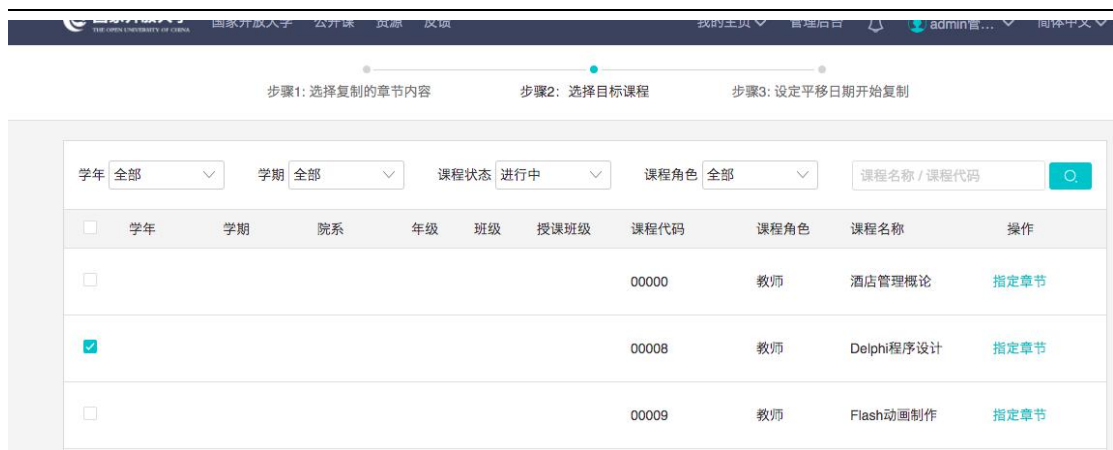 国家开放大学 国家开放大学 公开课 资源 反馈 我的主页 管理后台 admin管... 简体中文
THE OPEN UNIVERSITY OF CHINA
步骤1: 选择复制的章节内容 步骤2: 选择目标课程 步骤3: 设定平移日期开始复制
学年 全部 学期 全部 课程状态 进行中 课程角色 全部 课程名称 / 课程代码
学年 学期 院系 年级 班级 授课班级 课程代码 课程角色 课程名称 操作
00000 教师 酒店管理概论 指定章节
00008 教师 Delphi程序设计 指定章节
00009 教师 Flash动画制作 指定章节